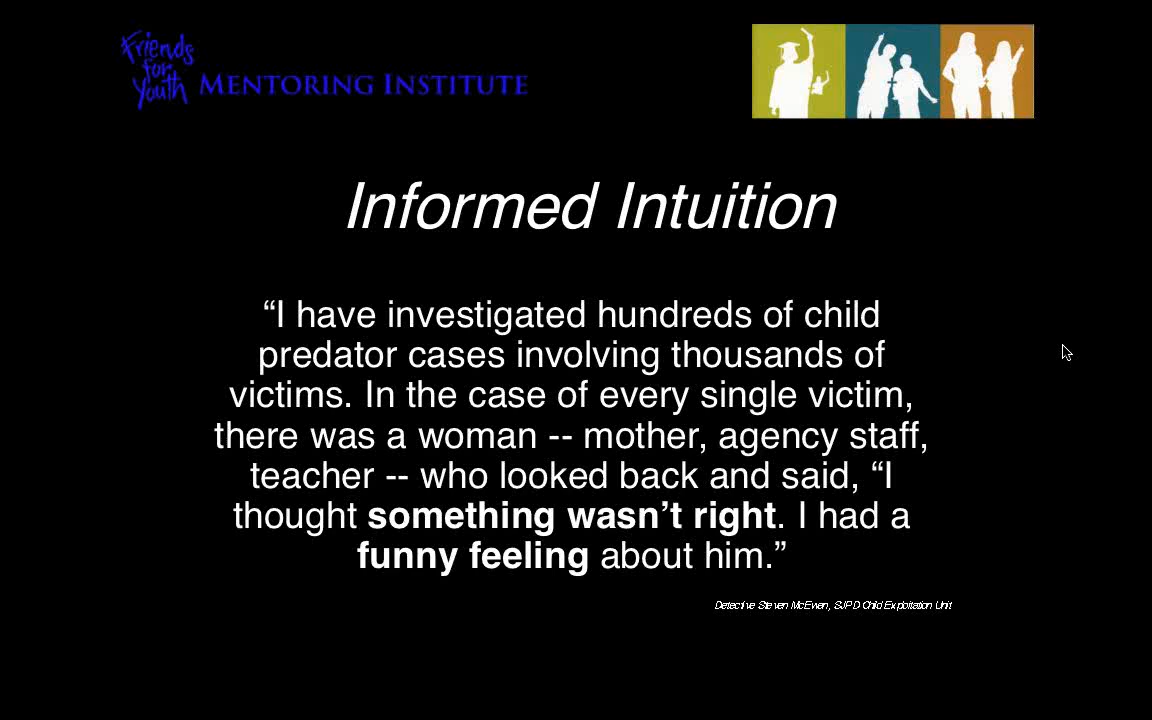 Friends
for
Youth MENTORING INSTITUTE
Informed Intuition
“I have investigated hundreds of child
predator cases involving thousands of
victims. In the case of every single victim,
there was a woman -- mother, agency staff,
teacher -- who looked back and said, “I
thought something wasn’t right. I had a
funny feeling about him.”
Detective Steven McEwen, SJPD Child Exploitation Unit